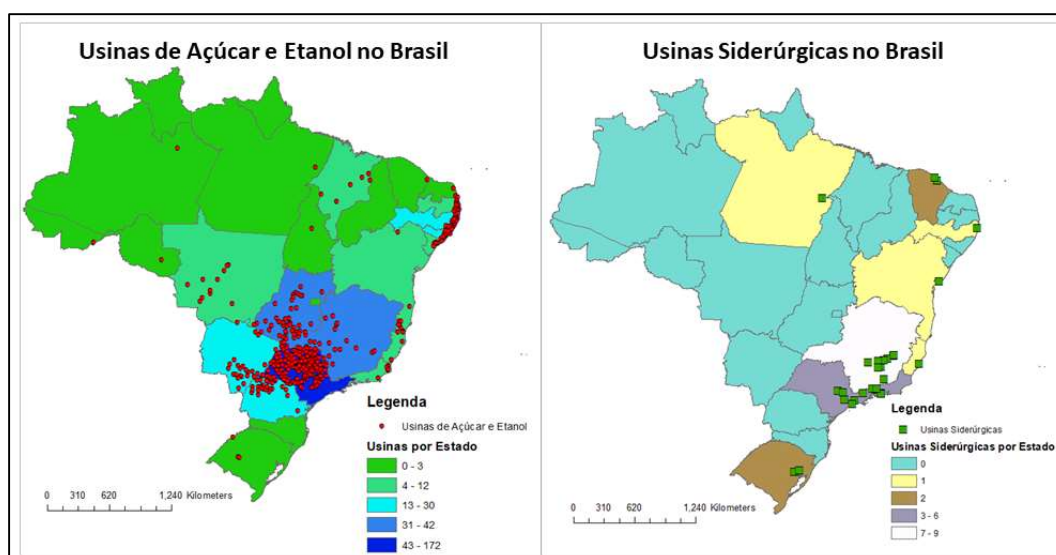 Usinas de Açúcar e Etanol no Brasil
Legenda
Usinas de Açúcar e Etanol
Usinas por Estado
0 - 3
4 - 12
13 - 30
31 - 42
43 - 172
0 310 620 1,240 Kilometers
Usinas Siderúrgicas no Brasil
Legenda
Usinas Siderúrgicas
Usinas Siderúrgicas por Estado
0
1
2
3 - 6
7 - 9
0 310 620 1,240 Kilometers